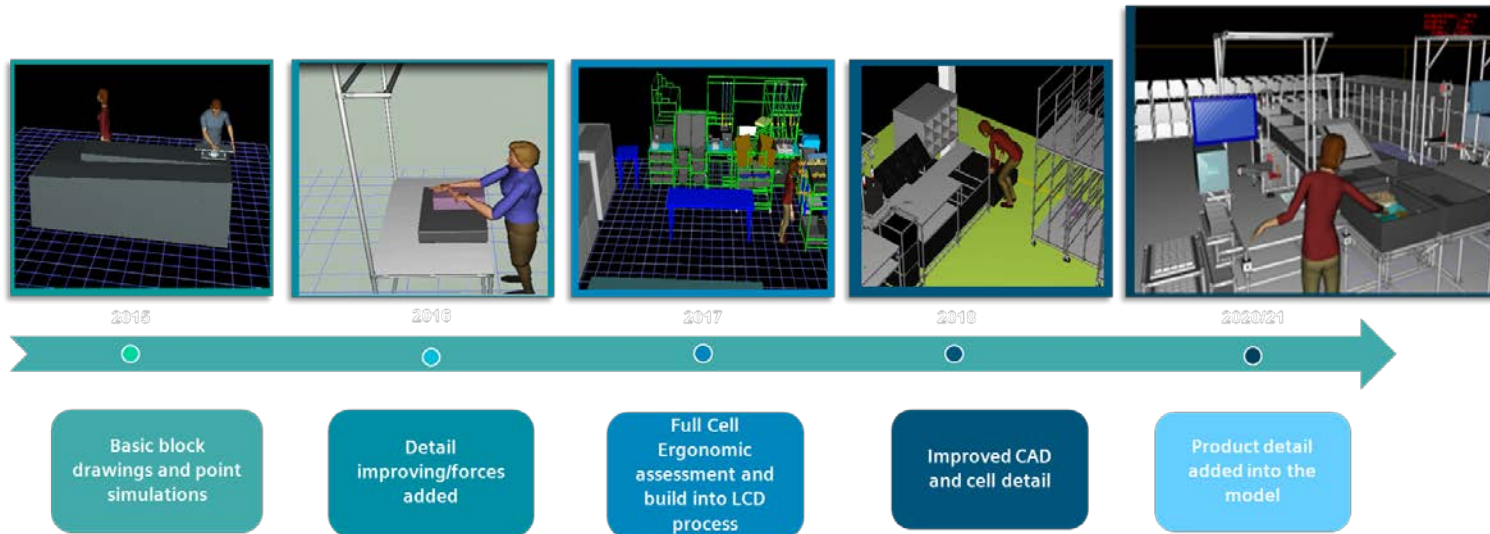 2015
2016
2017
2018
2020/21
Basic block
drawings and point
simulations
Detail
improving/forces
added
Full Cell
Ergonomic
assessment and
build into LCD
process
Improved CAD
and cell detail
Product detail
added into the
model